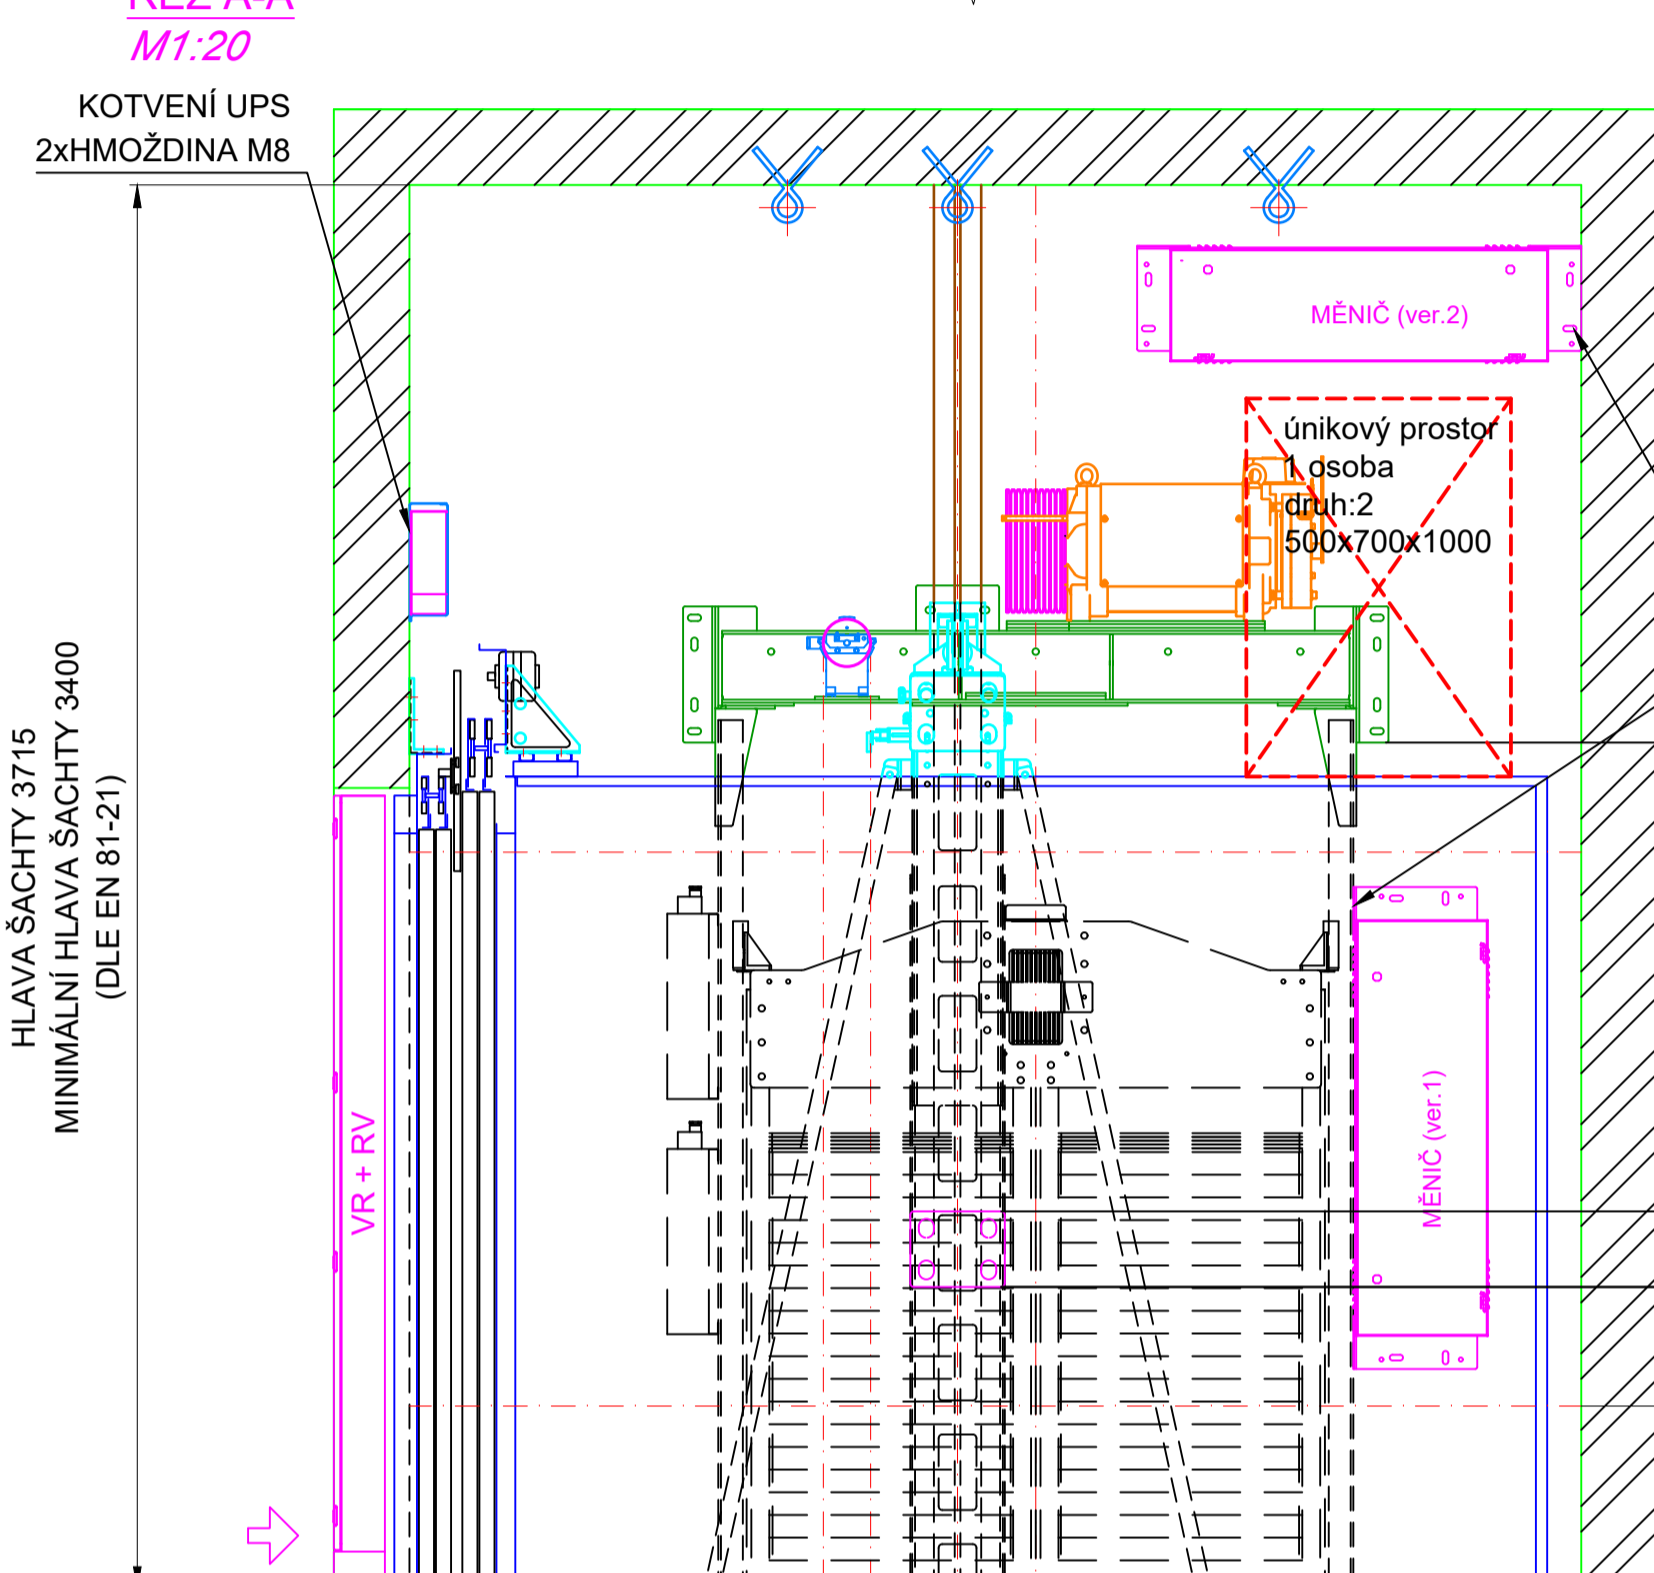 ŘEZ A-A
M1:20
KOTVENÍ UPS
2xHMOŽDINA M8
MĚNIČ (ver.2)
únikový prostor
1 osoba
druh:2
500x700x1000
HLAVA ŠACHTY 3715
MINIMÁLNÍ HLAVA ŠACHTY 3400
(DLE EN 81-21)
VR + RV
MĚNIČ (ver.1)